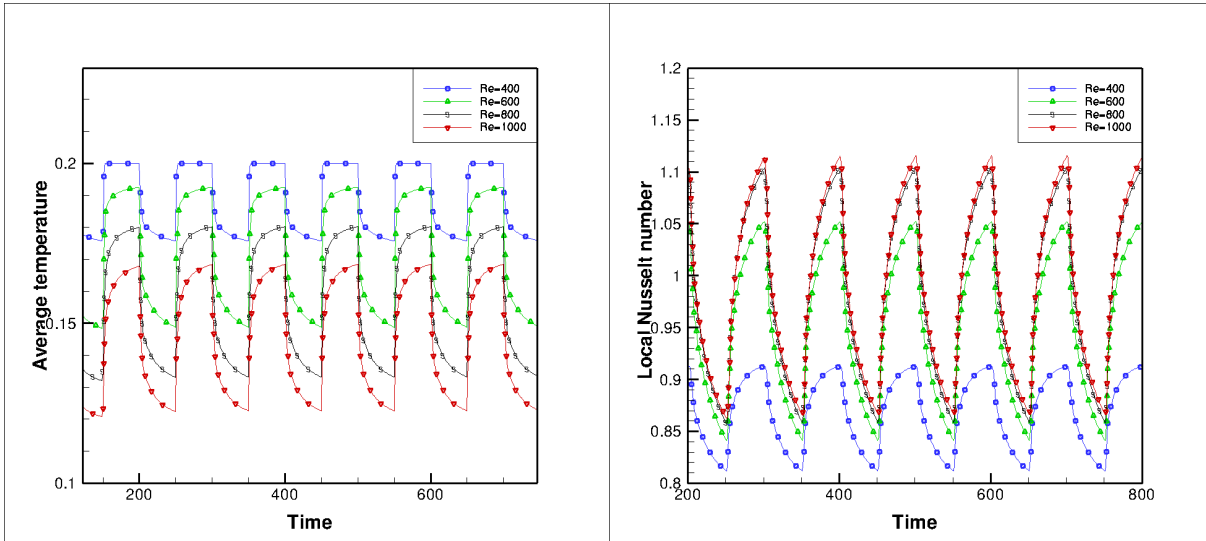 Re=400
Re=600
Re=800
Re=1000
0.2
0.15
0.1
Average temperature
200
400
600
Time
Re=400
Re=600
Re=800
Re=1000
1.2
1.15
1.1
1.05
1
0.95
0.9
0.85
0.8
Local Nusselt number
200
400
600
800
Time